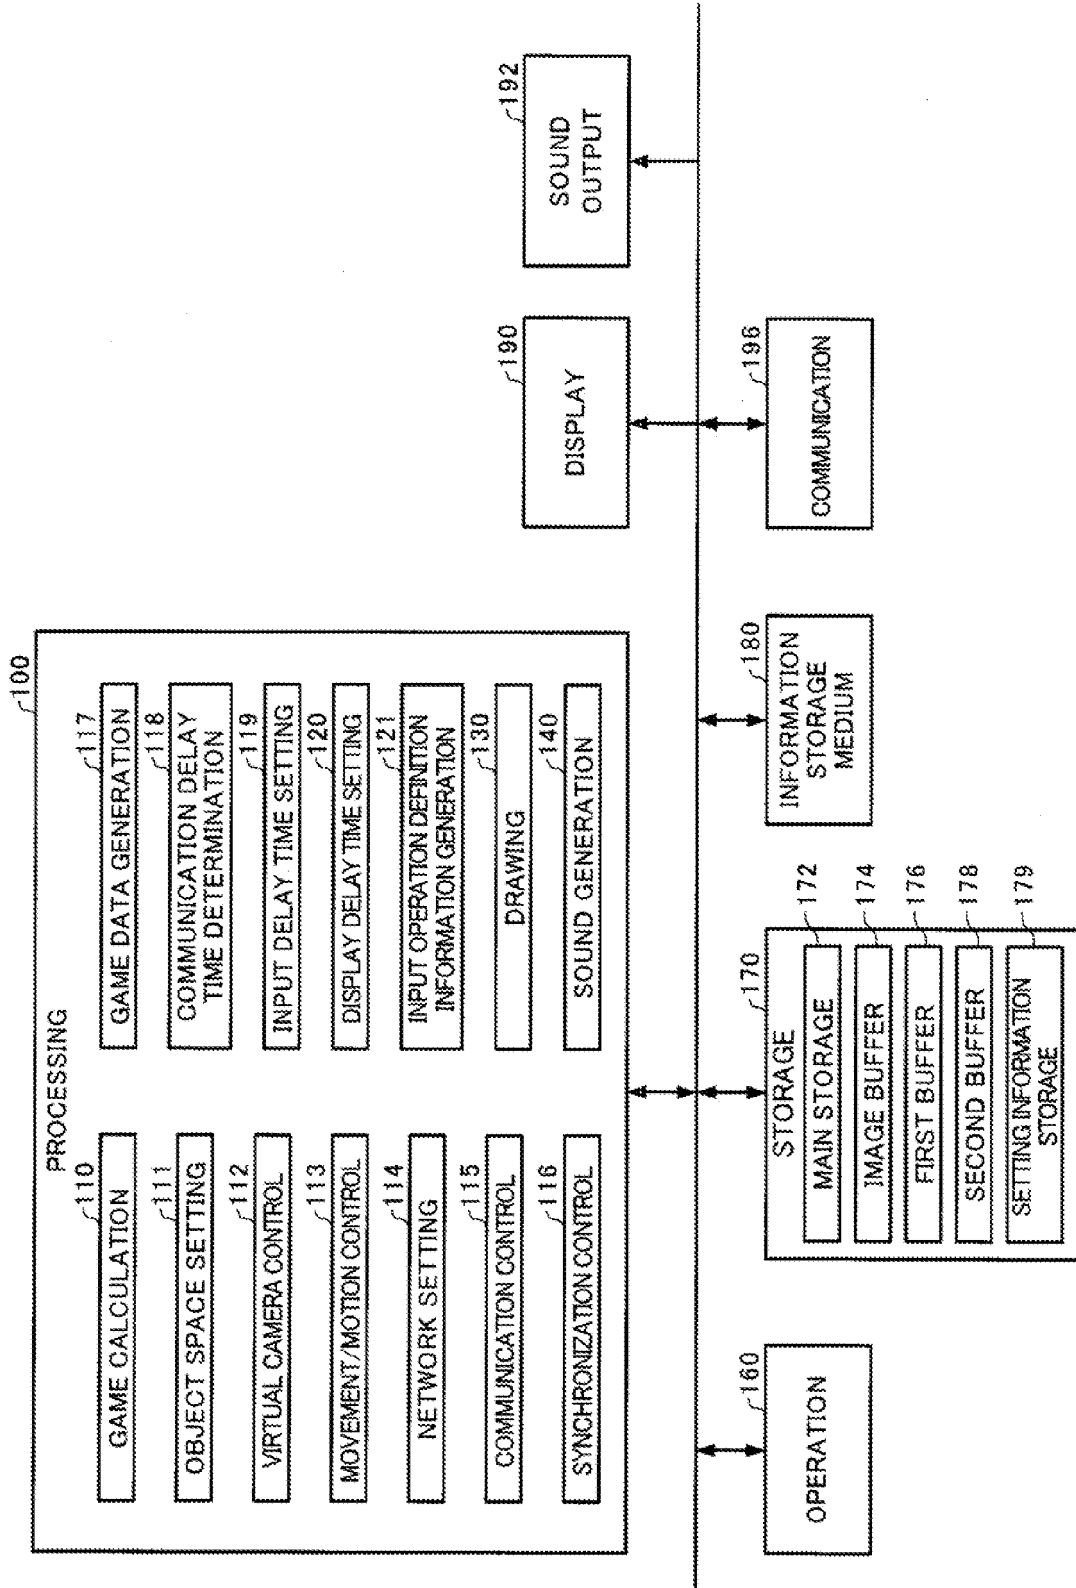 PROCESSING
100
110
GAME CALCULATION
111
OBJECT SPACE SETTING
112
VIRTUAL CAMERA CONTROL
113
MOVEMENT/MOTION CONTROL
114
NETWORK SETTING
115
COMMUNICATION CONTROL
116
SYNCHRONIZATION CONTROL
117
GAME DATA GENERATION
118
COMMUNICATION DELAY
TIME DETERMINATION
119
INPUT DELAY TIME SETTING
120
DISPLAY DELAY TIME SETTING
121
INPUT OPERATION DEFINITION
INFORMATION GENERATION
130
DRAWING
140
SOUND GENERATION
190
DISPLAY
192
SOUND
OUTPUT
160
OPERATION
170
STORAGE
MAIN STORAGE
172
IMAGE BUFFER
174
FIRST BUFFER
176
SECOND BUFFER
178
SETTING INFORMATION
STORAGE
179
180
INFORMATION
STORAGE
MEDIUM
196
COMMUNICATION